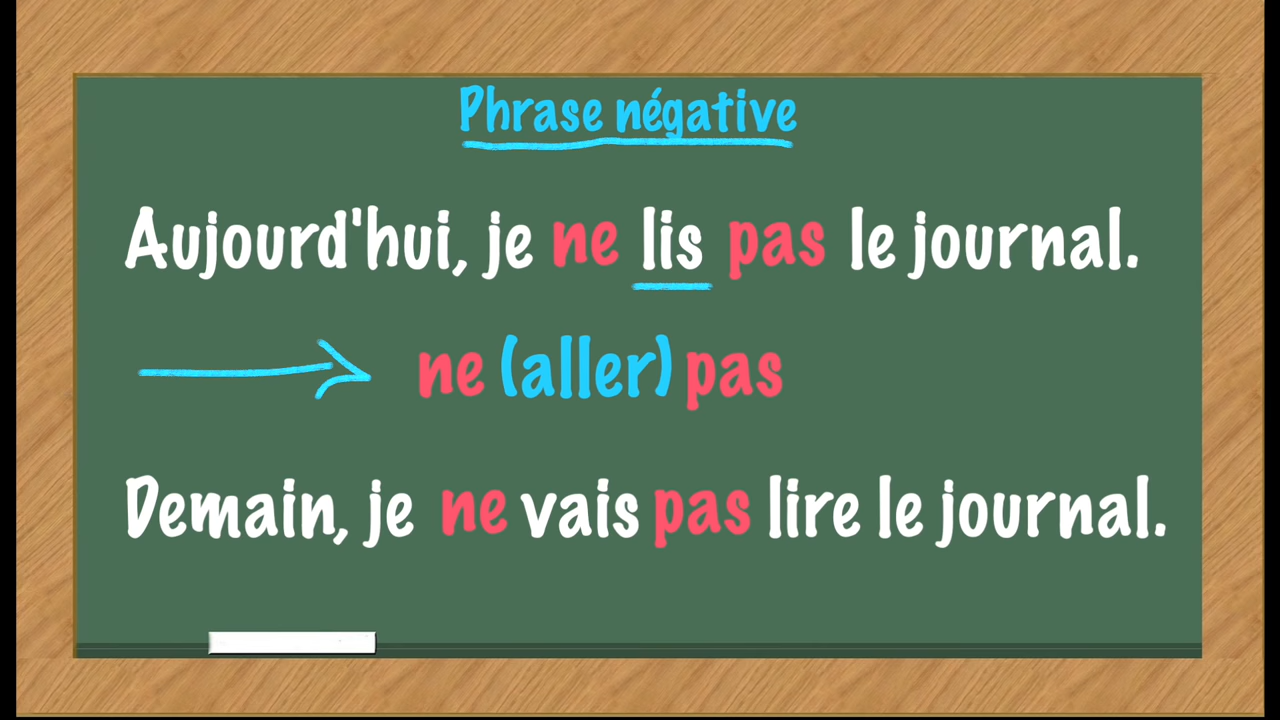 Phrase négative
Aujourd'hui, je ne lis pas le journal.
ne (aller) pas
Demain, je ne vais pas lire le journal.